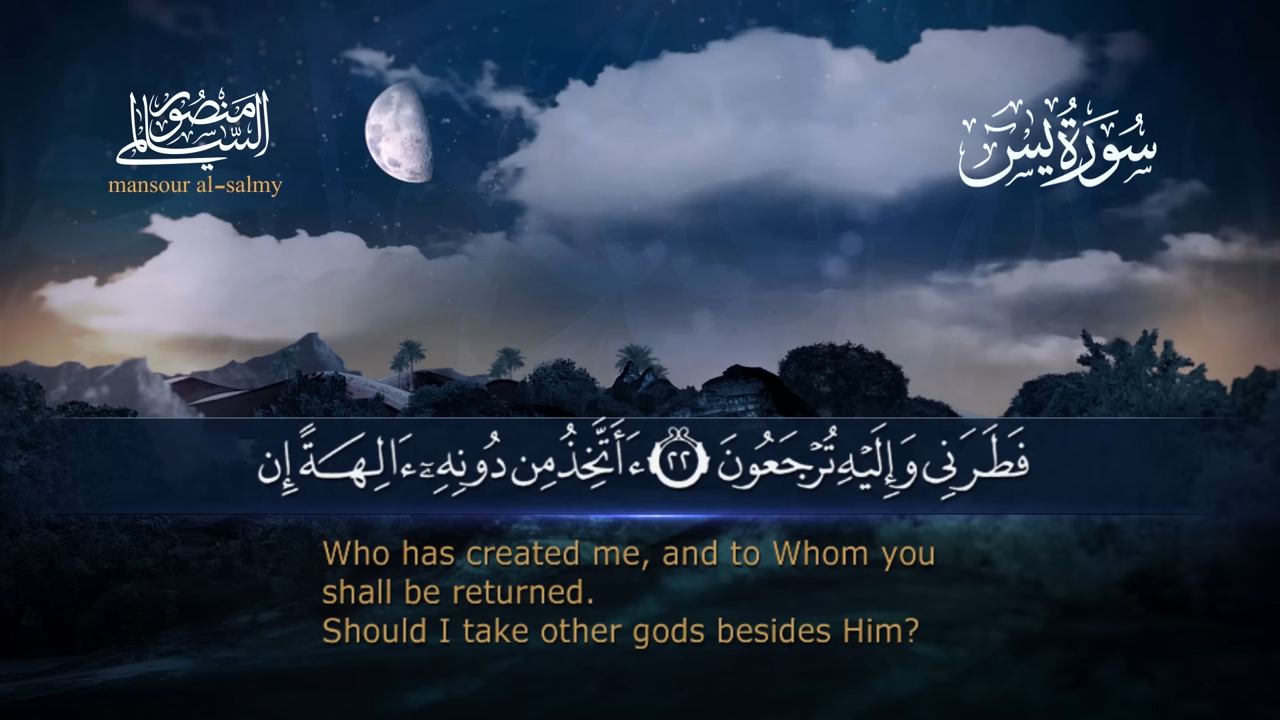 منصور السالمي
mansour al-salmy
سُورَةُ يسٓ
فَطَرَنِى وَإِلَيْهِ تُرْجَعُونَ ٢٢ ءَأَتَّخِذُ مِن دُونِهِۦٓ ءَالِهَةً إِن
Who has created me, and to Whom you
shall be returned.
Should I take other gods besides Him?